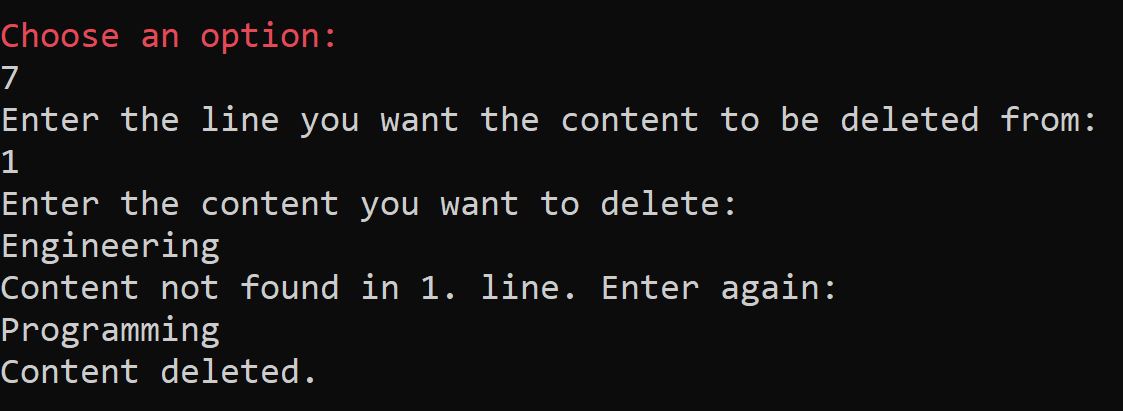 Choose an option:
7
Enter the line you want the content to be deleted from:
1
Enter the content you want to delete:
Engineering
Content not found in 1. line. Enter again:
Programming
Content deleted.